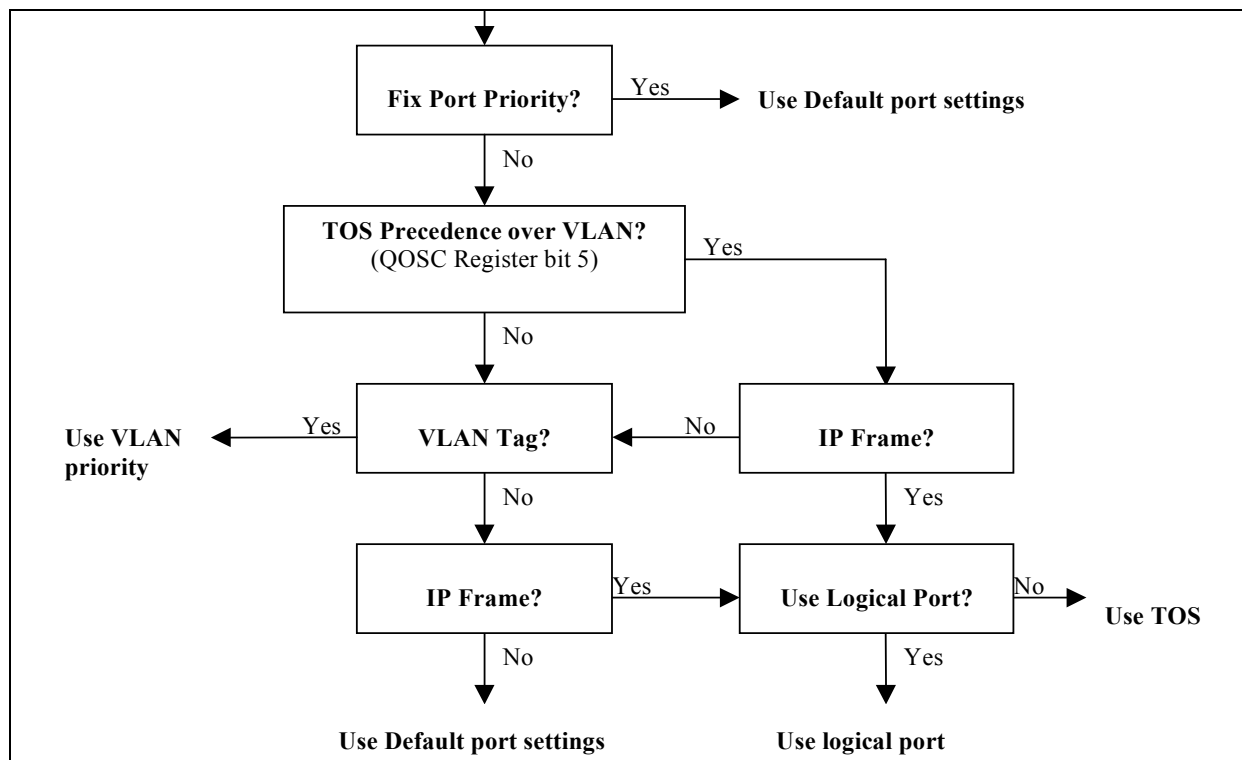 Fix Port Priority?
Yes
Use Default port settings
No
TOS Precedence over VLAN?
(QOSC Register bit 5)
Yes
No
Use VLAN
priority
Yes
VLAN Tag?
No
IP Frame?
No
Yes
IP Frame?
Yes
Use Logical Port?
No
Use TOS
No
Yes
Use Default port settings
Use logical port